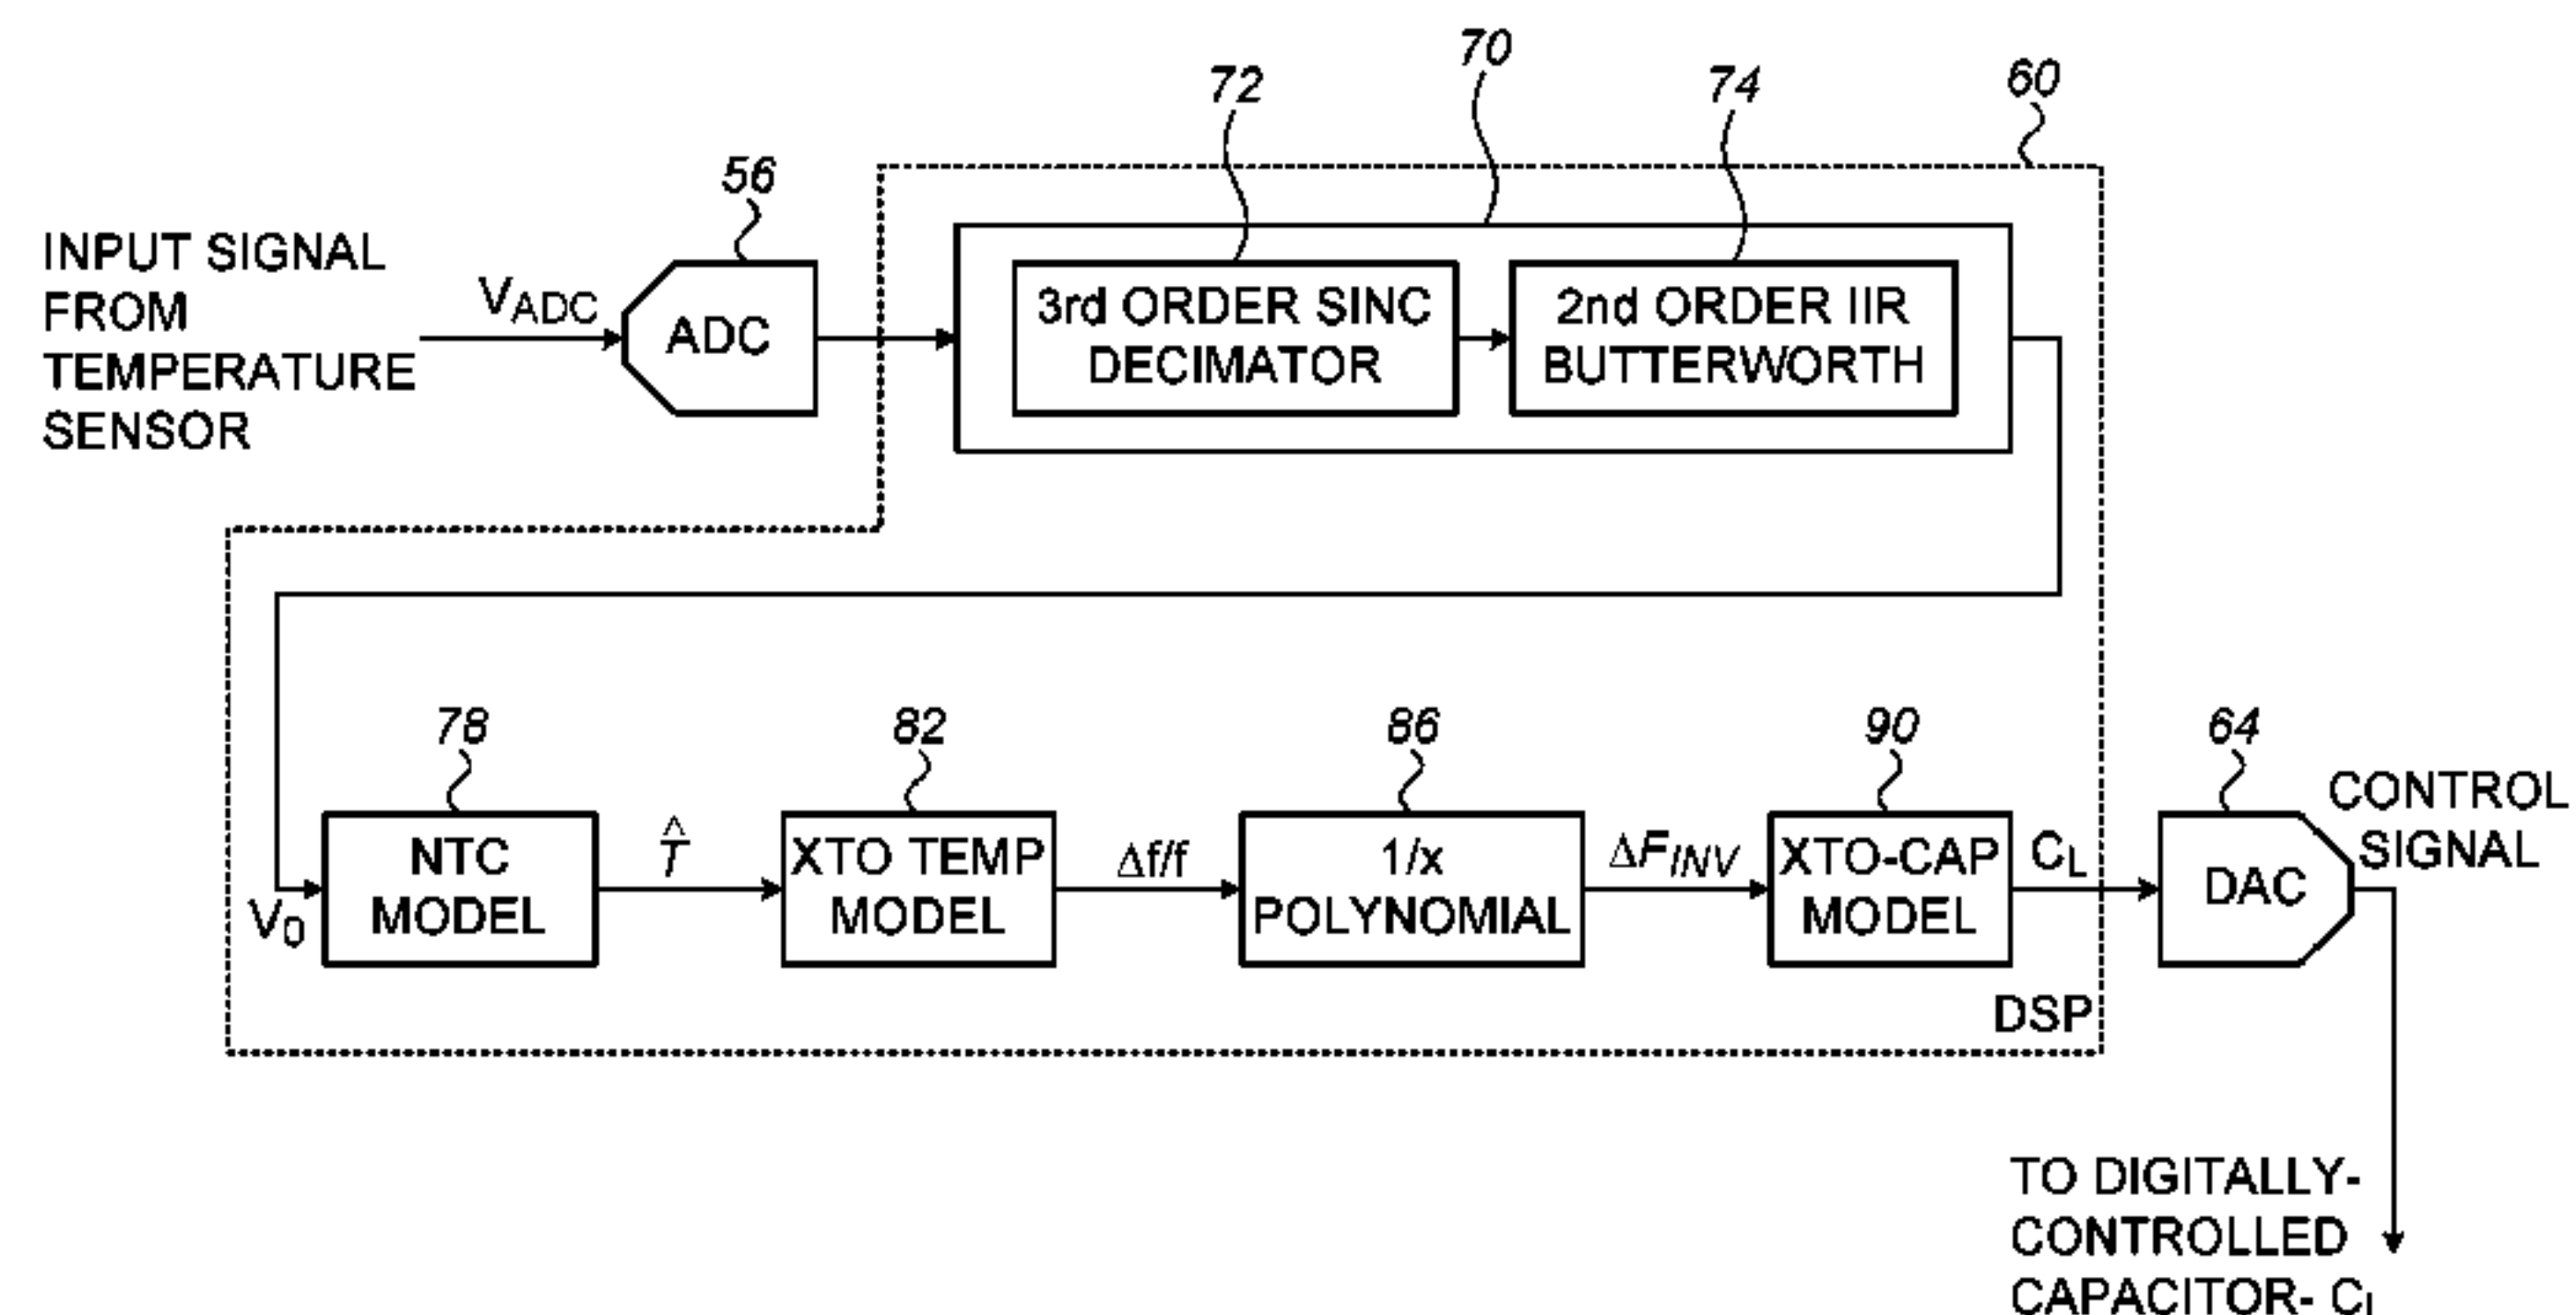 70
72
74
60
56
INPUT SIGNAL
FROM
TEMPERATURE
SENSOR
VADC
ADC
3rd ORDER SINC
DECIMATOR
2nd ORDER IIR
BUTTERWORTH
78
82
86
90
64
CONTROL
SIGNAL
V0
NTC
MODEL
T̂
XTO TEMP
MODEL
Δf/f
1/x
POLYNOMIAL
ΔFINV
XTO-CAP
MODEL
CL
DAC
DSP
TO DIGITALLY-
CONTROLLED
CAPACITOR- CL